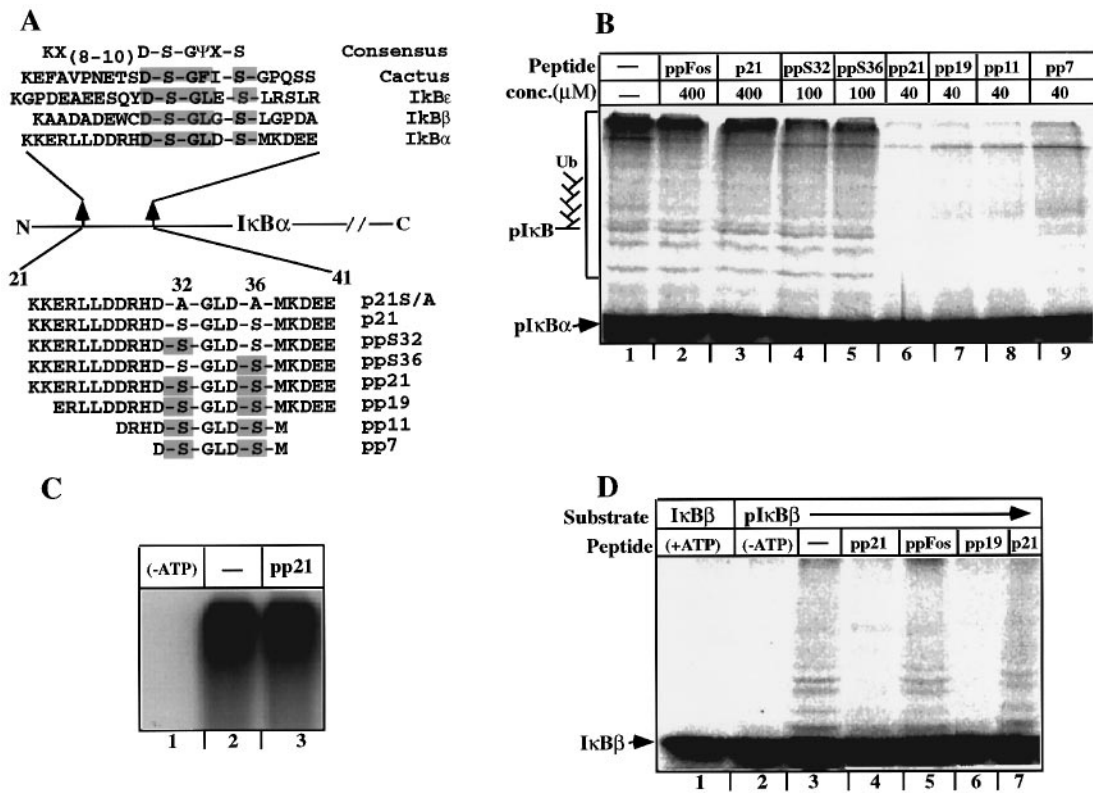 A
KX(8-10)D-S-GΨX-S Consensus
KEFAVPNETSD-S-GFI-S-GPQSS Cactus
KGPDEAEESQYD-S-GLE-S-LRSLR IkBε
KAADADEWCD-S-GLG-S-LGPDA IkBβ
KKERLLDDRHD-S-GLD-S-MKDEE IkBα
N IκBα // C
21 41
32 36
KKERLLDDRHD-A-GLD-A-MKDEE p21S/A
KKERLLDDRHD-S-GLD-S-MKDEE p21
KKERLLDDRHD-S-GLD-S-MKDEE ppS32
KKERLLDDRHD-S-GLD-S-MKDEE ppS36
KKERLLDDRHD-S-GLD-S-MKDEE pp21
ERLLDDRHD-S-GLD-S-MKDEE pp19
DRHD-S-GLD-S-M pp11
D-S-GLD-S-M pp7
B
Peptide — ppFos p21 ppS32 ppS36 pp21 pp19 pp11 pp7
conc.(μM) — 400 400 100 100 40 40 40 40
Ub
pIκB
pIκBα
1 2 3 4 5 6 7 8 9
C
(-ATP) — pp21
1 2 3
D
Substrate IκBβ pIκBβ
Peptide (+ATP) (-ATP) — pp21 ppFos pp19 p21
IκBβ
1 2 3 4 5 6 7